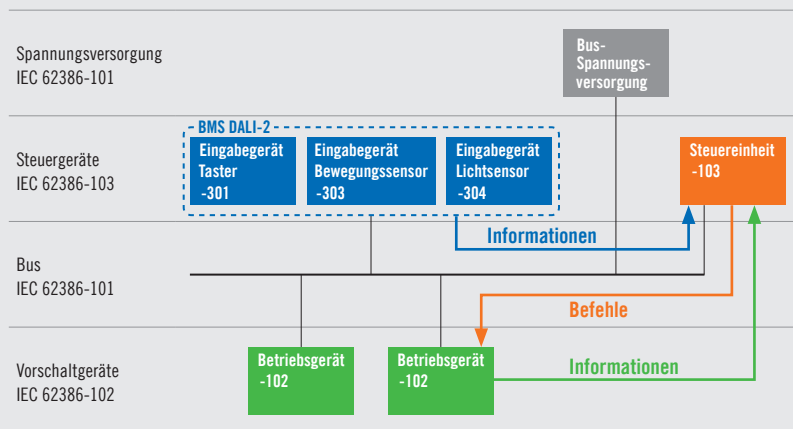 Spannungsversorgung
IEC 62386-101
Bus-
Spannungs-
versorgung
BMS DALI-2
Steuergeräte
IEC 62386-103
Eingabegerät
Taster
-301
Eingabegerät
Bewegungssensor
-303
Eingabegerät
Lichtsensor
-304
Steuereinheit
-103
Informationen
Bus
IEC 62386-101
Befehle
Vorschaltgeräte
IEC 62386-102
Betriebsgerät
-102
Betriebsgerät
-102
Informationen